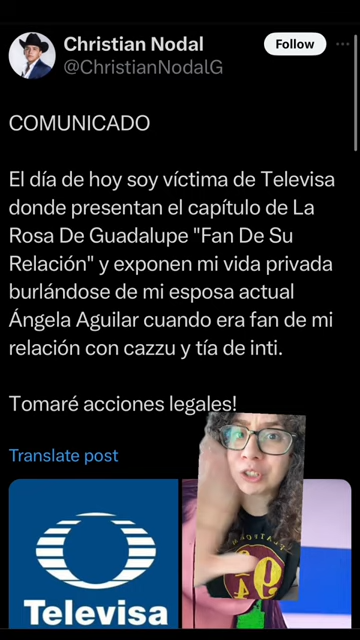 Christian Nodal
Follow
@ChristianNodalG
COMUNICADO
El día de hoy soy víctima de Televisa
donde presentan el capítulo de La
Rosa De Guadalupe "Fan De Su
Relación" y exponen mi vida privada
burlándose de mi esposa actual
Ángela Aguilar cuando era fan de mi
relación con cazzu y tía de inti.
Tomaré acciones legales!
Translate post
Televisa